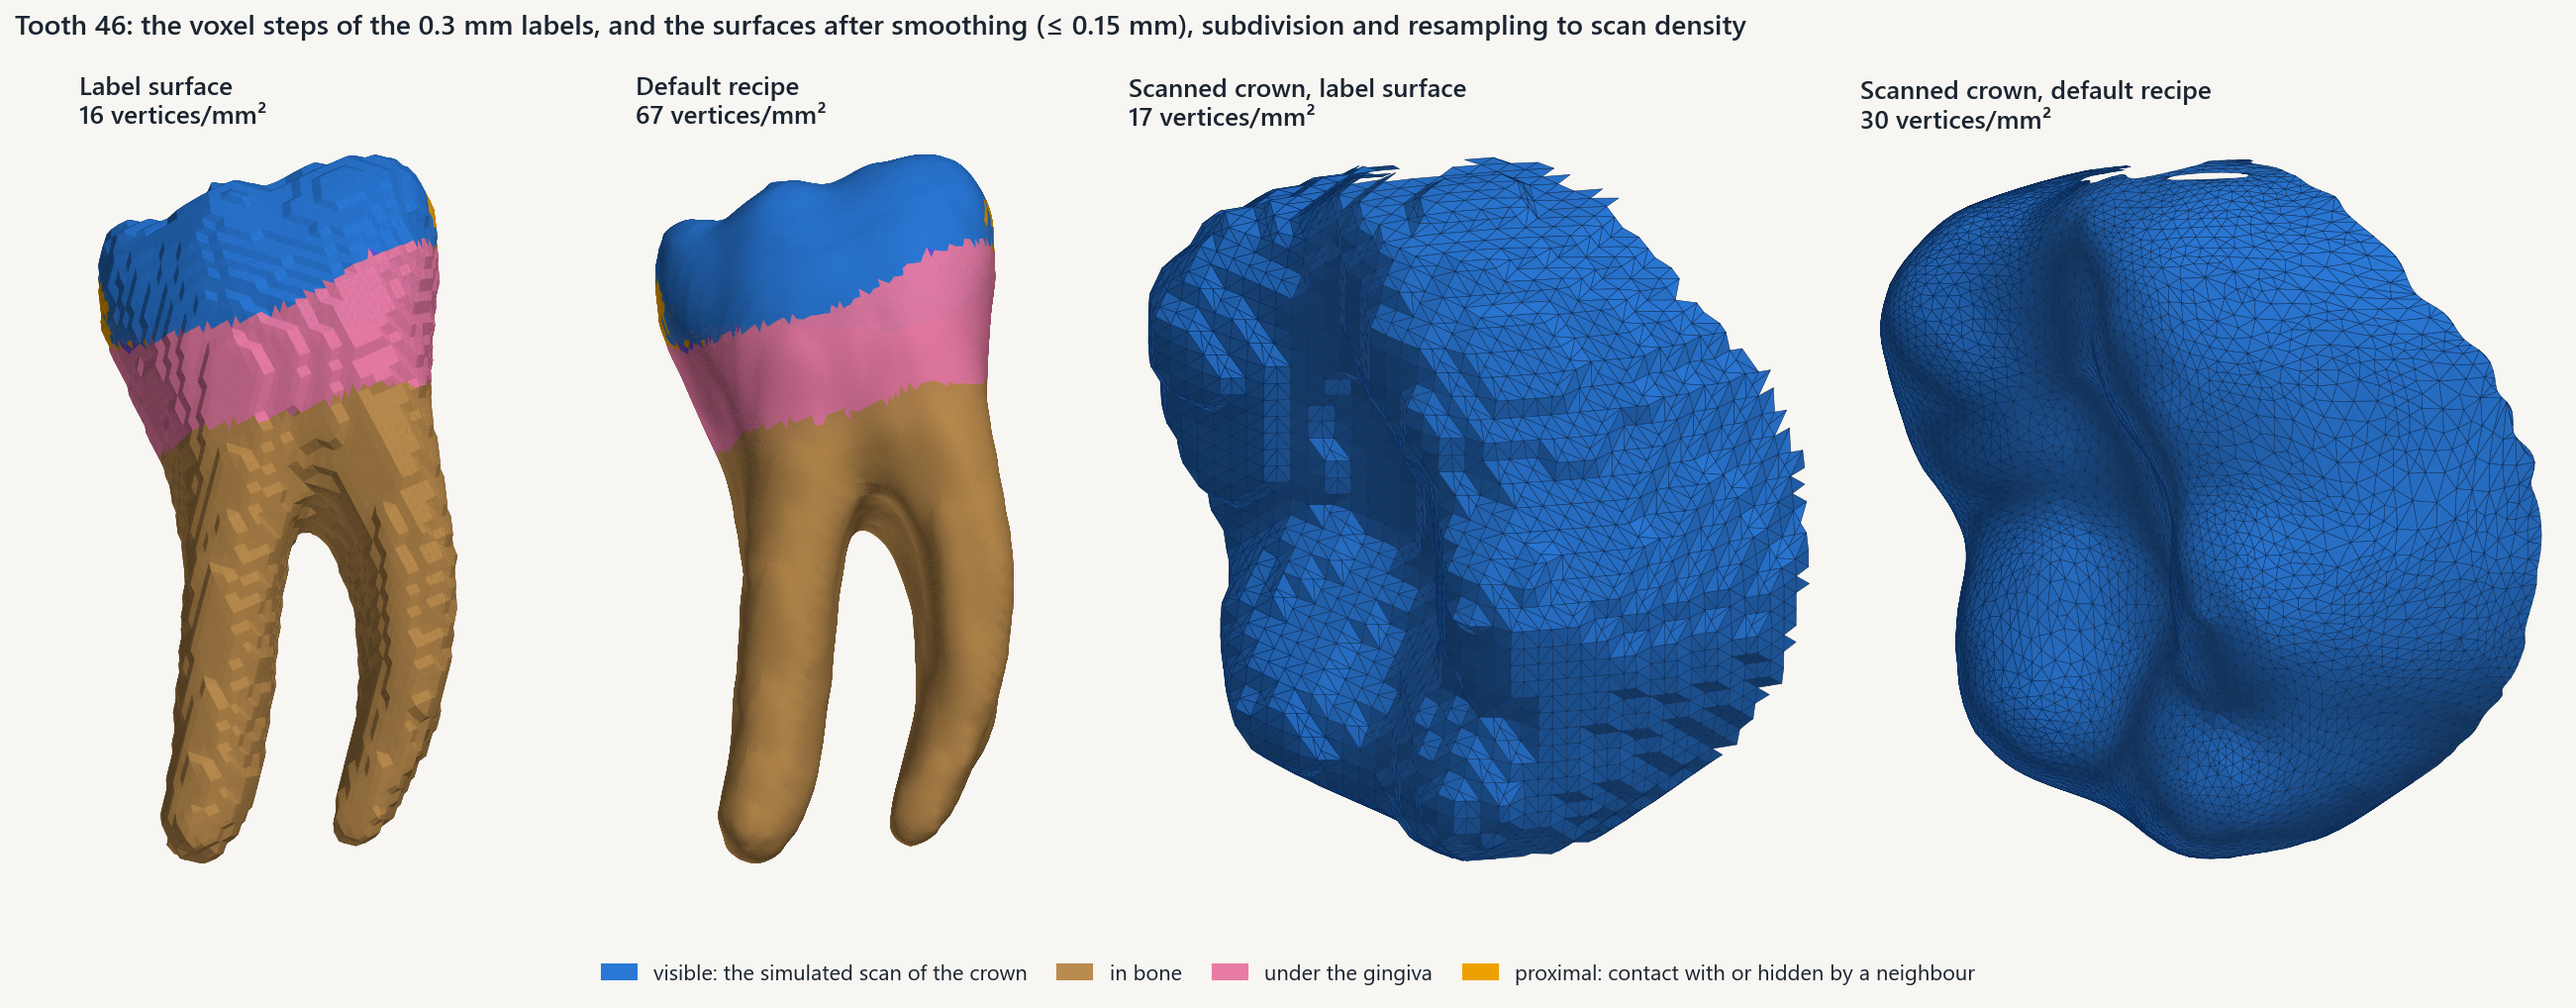 Tooth 46: the voxel steps of the 0.3 mm labels, and the surfaces after smoothing (≤ 0.15 mm), subdivision and resampling to scan density
Label surface
16 vertices/mm²
Default recipe
67 vertices/mm²
Scanned crown, label surface
17 vertices/mm²
Scanned crown, default recipe
30 vertices/mm²
visible: the simulated scan of the crown
in bone
under the gingiva
proximal: contact with or hidden by a neighbour